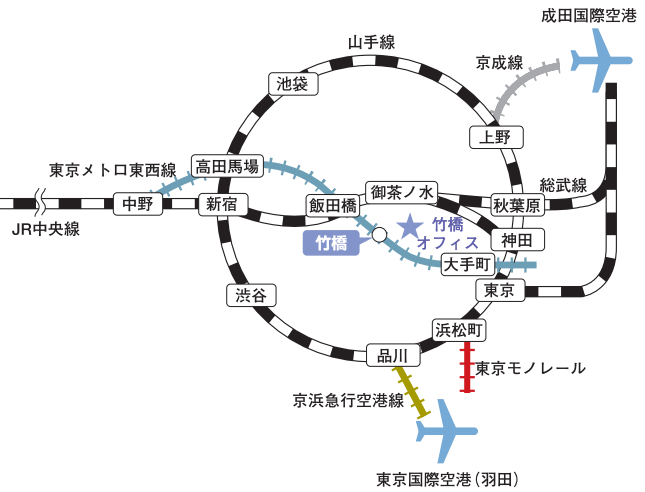 成田国際空港
山手線
京成線
池袋
上野
東京メトロ東西線
高田馬場
総武線
御茶ノ水
中野
新宿
飯田橋
秋葉原
JR中央線
竹橋
竹橋
オフィス
神田
大手町
渋谷
東京
浜松町
品川
東京モノレール
京浜急行空港線
東京国際空港(羽田)